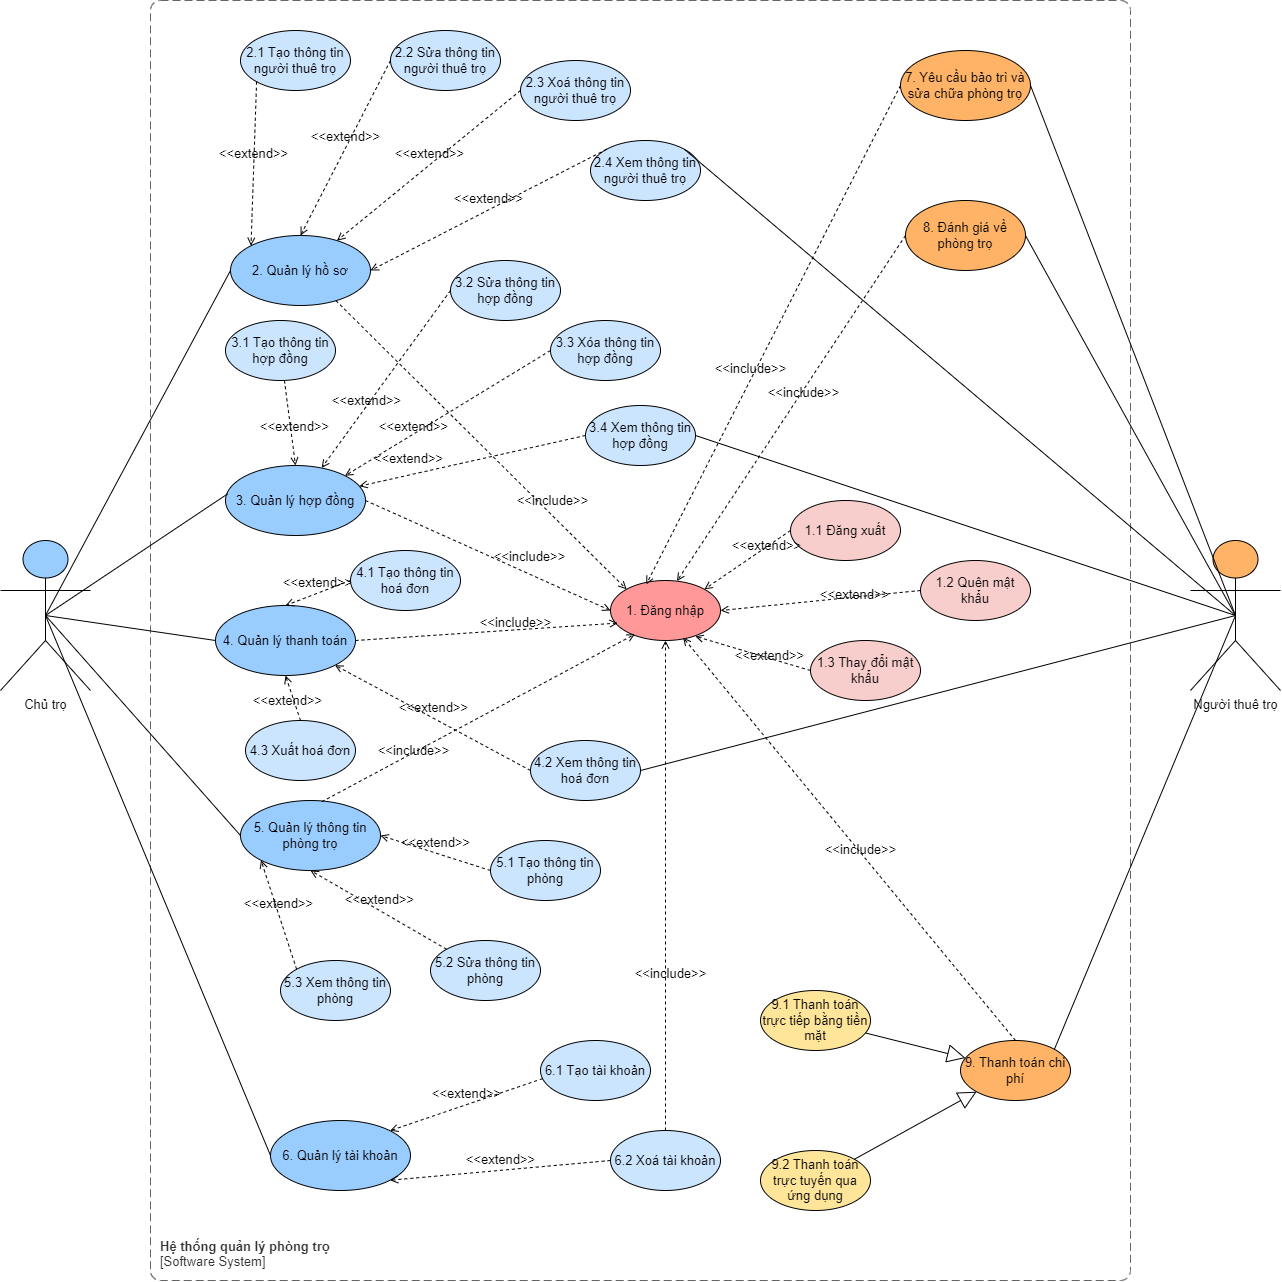 2.1 Tạo thông tin
người thuê trọ
2.2 Sửa thông tin
người thuê trọ
2.3 Xoá thông tin
người thuê trọ
7. Yêu cầu bảo trì và
sửa chữa phòng trọ
<<extend>>
<<extend>>
<<extend>>
2.4 Xem thông tin
người thuê trọ
<<extend>>
8. Đánh giá về
phòng trọ
2. Quản lý hồ sơ
3.2 Sửa thông tin
hợp đồng
3.1 Tạo thông tin
hợp đồng
3.3 Xóa thông tin
hợp đồng
<<include>>
<<include>>
<<extend>>
<<extend>>
<<extend>>
<<extend>>
3.4 Xem thông tin
hợp đồng
3. Quản lý hợp đồng
<<include>>
<<include>>
1.1 Đăng xuất
<<extend>>
4.1 Tạo thông tin
hoá đơn
<<extend>>
1.2 Quện mật
khẩu
<<extend>>
1. Đăng nhập
4. Quản lý thanh toán
<<include>>
<<extend>>
1.3 Thay đổi mật
khẩu
Chủ trọ
Người thuê trọ
<<extend>>
<<extend>>
4.3 Xuất hoá đơn
<<include>>
4.2 Xem thông tin
hoá đơn
5. Quản lý thông tin
phòng trọ
<<extend>>
<<include>>
5.1 Tạo thông tin
phòng
<<extend>>
<<extend>>
5.2 Sửa thông tin
phòng
5.3 Xem thông tin
phòng
<<include>>
9.1 Thanh toán
trực tiếp bằng tiền
mặt
9. Thanh toán chi
phí
6.1 Tạo tài khoản
<<extend>>
6. Quản lý tài khoản
<<extend>>
6.2 Xoá tài khoản
9.2 Thanh toán
trực tuyến qua
ứng dụng
Hệ thống quản lý phòng trọ
[Software System]